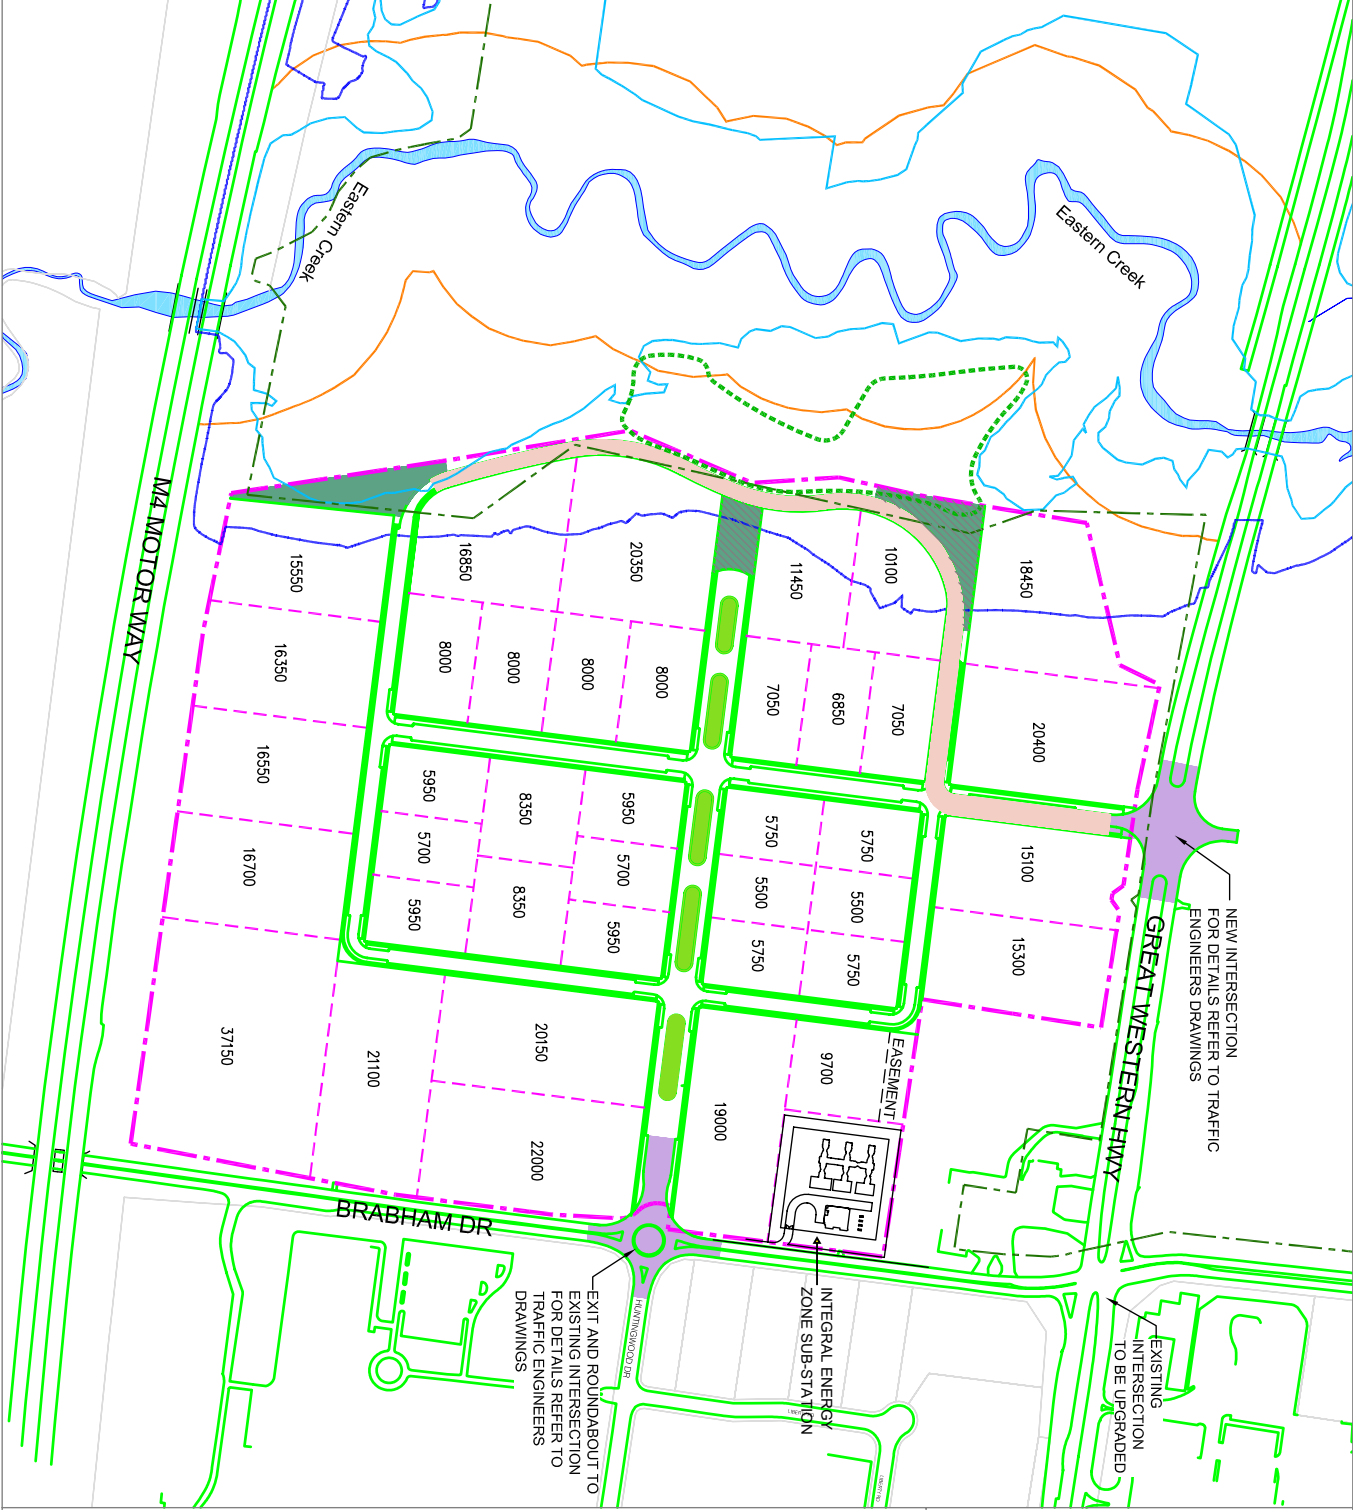 Eastern Creek
Eastern Creek
M4 MOTOR WAY
GREAT WESTERN HWY
BRABHAM DR
HUNTINGWOOD DR
NEW INTERSECTION
FOR DETAILS REFER TO TRAFFIC
ENGINEERS DRAWINGS
EXISTING
INTERSECTION
TO BE UPGRADED
INTEGRAL ENERGY
ZONE SUB-STATION
EXIT AND ROUNDABOUT TO
EXISTING INTERSECTION
FOR DETAILS REFER TO
TRAFFIC ENGINEERS
DRAWINGS
EASEMENT
18450
20400
15100
15300
10100
11450
7050
6850
7050
20350
16850
8000
8000
8000
8000
15550
16350
16550
16700
37150
5950
5700
5950
8350
8350
5950
5700
5950
5750
5500
5750
5750
5500
5750
9700
19000
20150
22000
21100